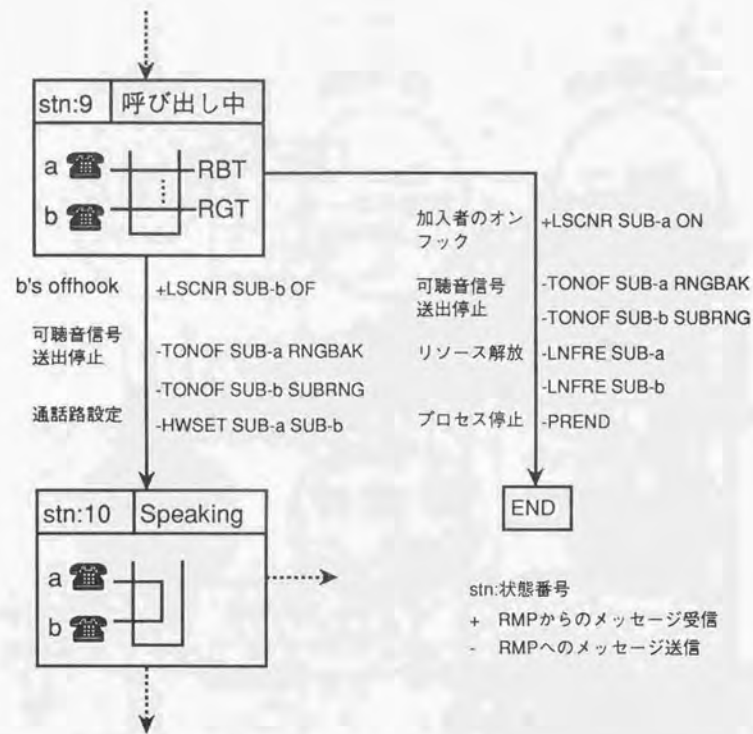 stn:9 呼び出し中
a RBT
b RGT
b's offhook +LSCNR SUB-b OF
可聴音信号
送出停止
-TONOF SUB-a RNGBAK
-TONOF SUB-b SUBRNG
通話路設定 -HWSET SUB-a SUB-b
加入者のオン
フック
+LSCNR SUB-a ON
可聴音信号
送出停止
-TONOF SUB-a RNGBAK
-TONOF SUB-b SUBRNG
リソース解放 -LNFRE SUB-a
-LNFRE SUB-b
プロセス停止 -PREND
END
stn:10 Speaking
a
b
stn:状態番号
+ RMPからのメッセージ受信
- RMPへのメッセージ送信